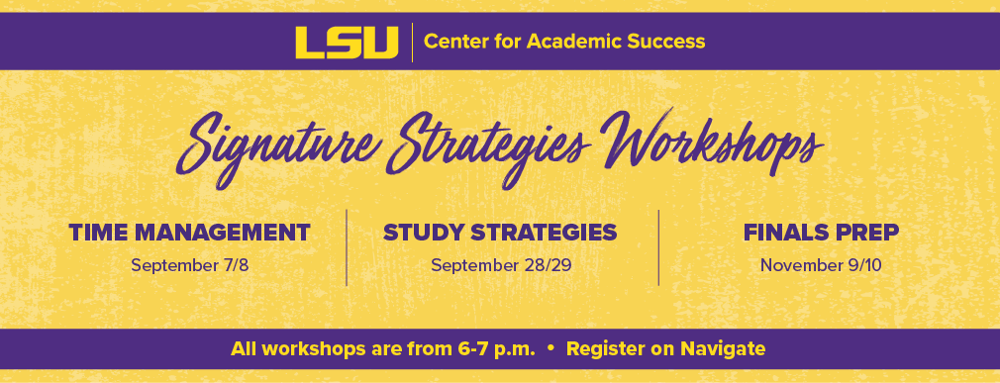 LSU Center for Academic Success
Signature Strategies Workshops
TIME MANAGEMENT
September 7/8
STUDY STRATEGIES
September 28/29
FINALS PREP
November 9/10
All workshops are from 6-7 p.m. • Register on Navigate